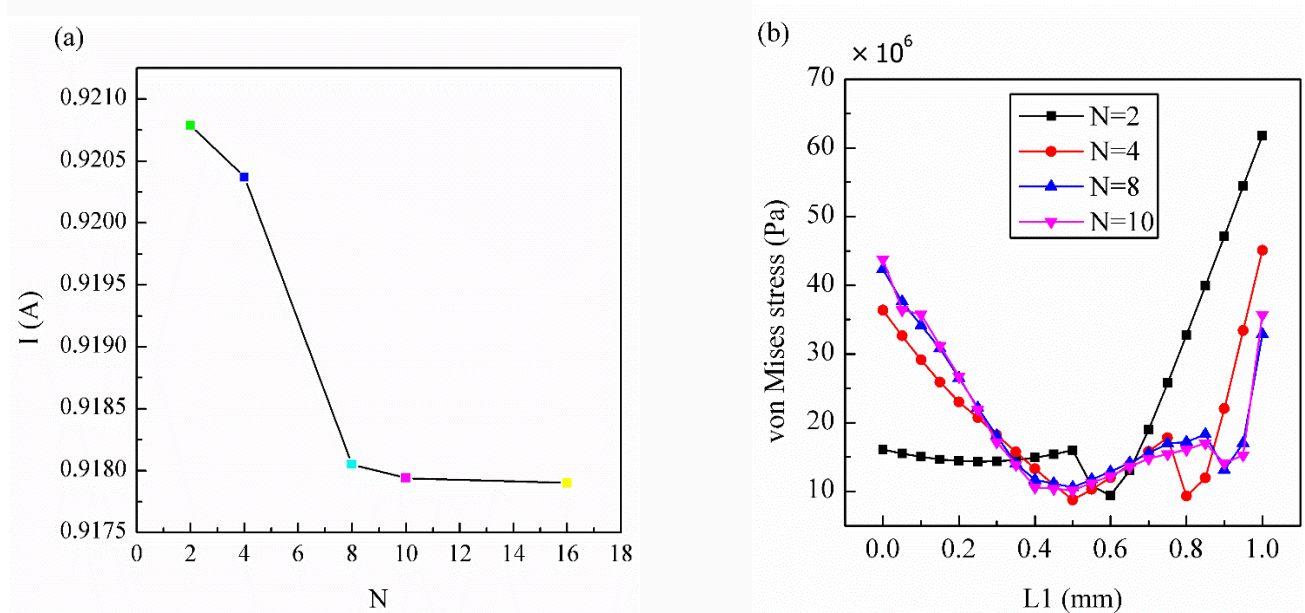 (a)
0.9210
0.9205
0.9200
0.9195
0.9190
0.9185
0.9180
0.9175
I (A)
0 2 4 6 8 10 12 14 16 18
N
(b)
× 10⁶
70
60
50
40
30
20
10
von Mises stress (Pa)
N=2
N=4
N=8
N=10
0.0 0.2 0.4 0.6 0.8 1.0
L1 (mm)